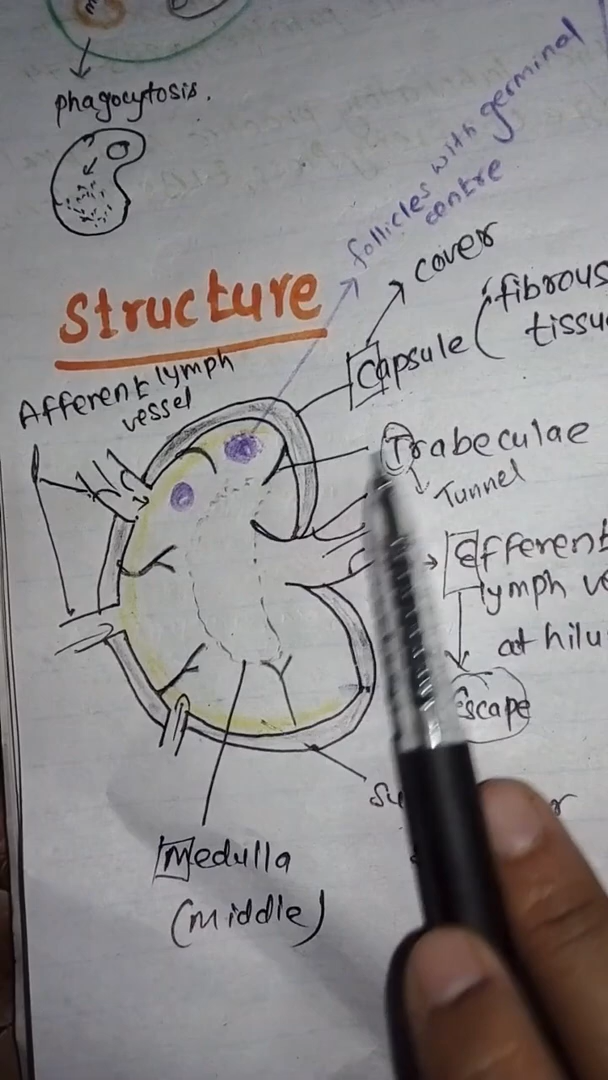 phagocytosis.
follicles with germinal
centre
Structure
cover
Capsule
fibrous
Afferent lymph
vessel
Trabeculae
Tunnel
Efferent
lymph
at hilu
Escape
Medulla
(Middle)